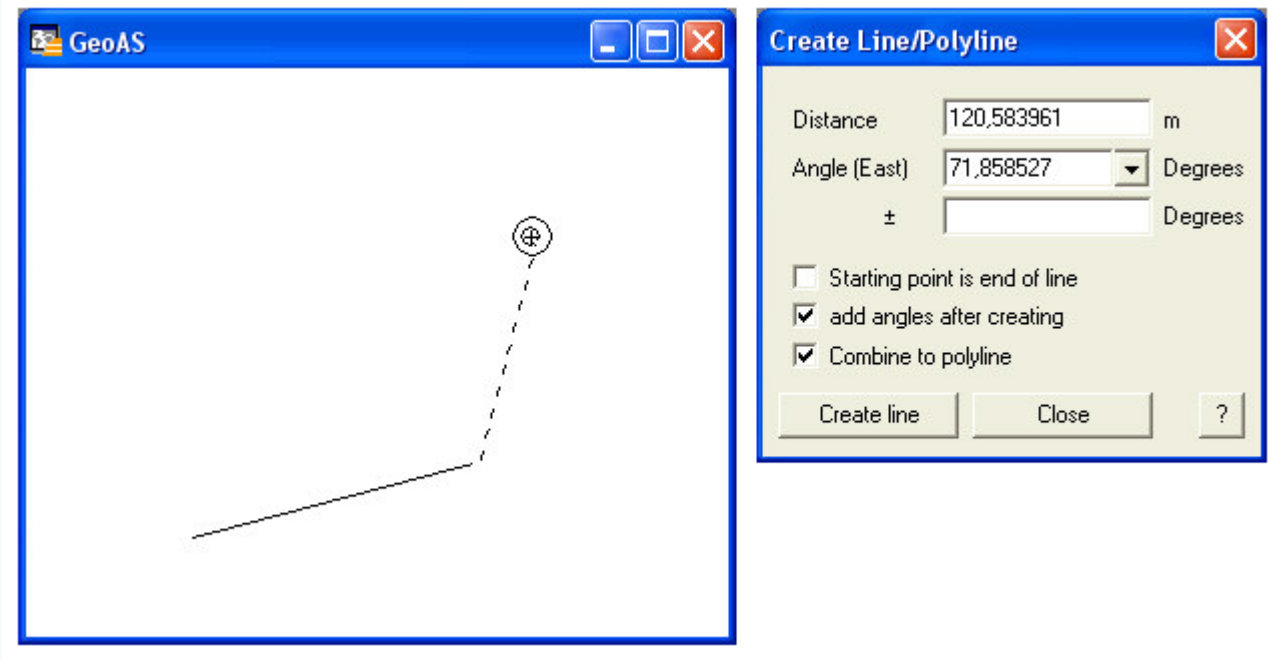 GeoAS
Create Line/Polyline
Distance 120,583961 m
Angle (East) 71,858527 Degrees
± Degrees
Starting point is end of line
add angles after creating
Combine to polyline
Create line Close ?